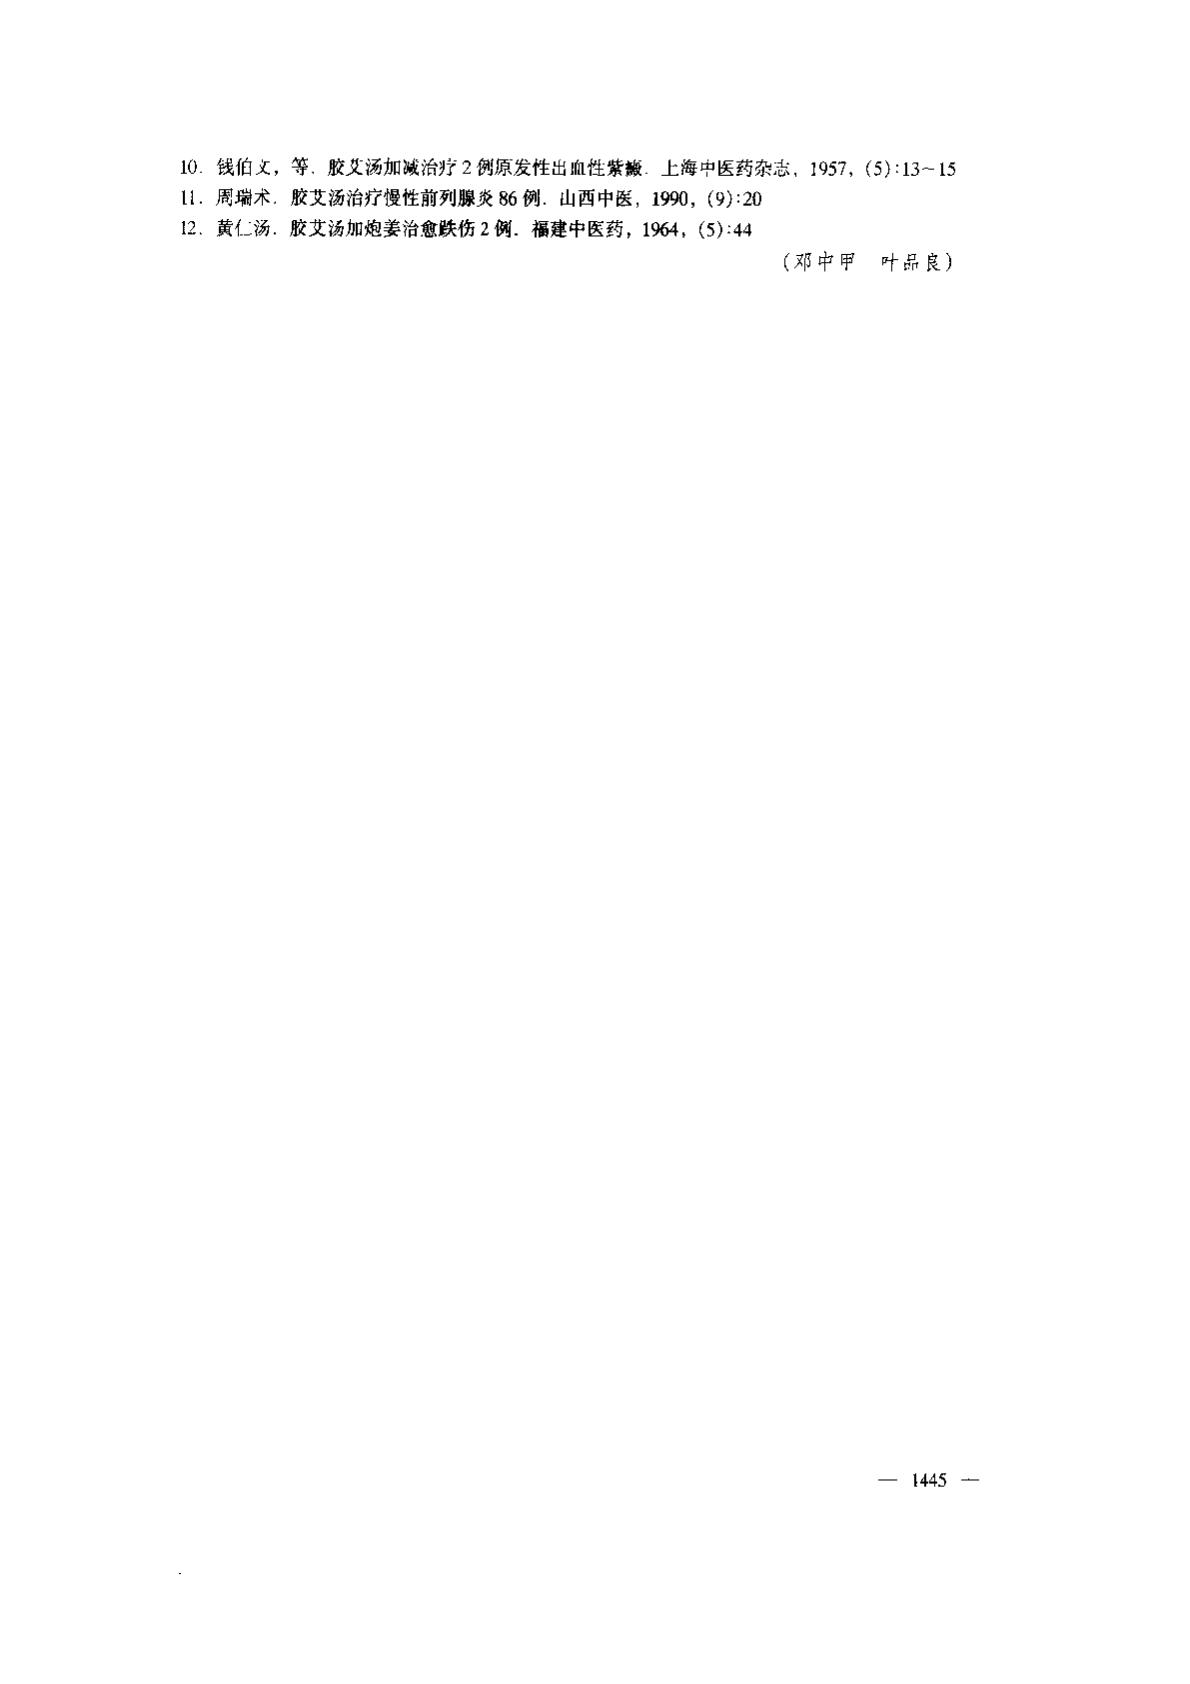 10. 钱伯文，等. 胶艾汤加减治疗 2 例原发性出血性紫癜. 上海中医药杂志，1957，(5):13~15
11. 周瑞术. 胶艾汤治疗慢性前列腺炎 86 例. 山西中医，1990，(9):20
12. 黄仁汤. 胶艾汤加炮姜治愈跌伤 2 例. 福建中医药，1964，(5):44
(邓中甲 叶品良)
— 1445 —